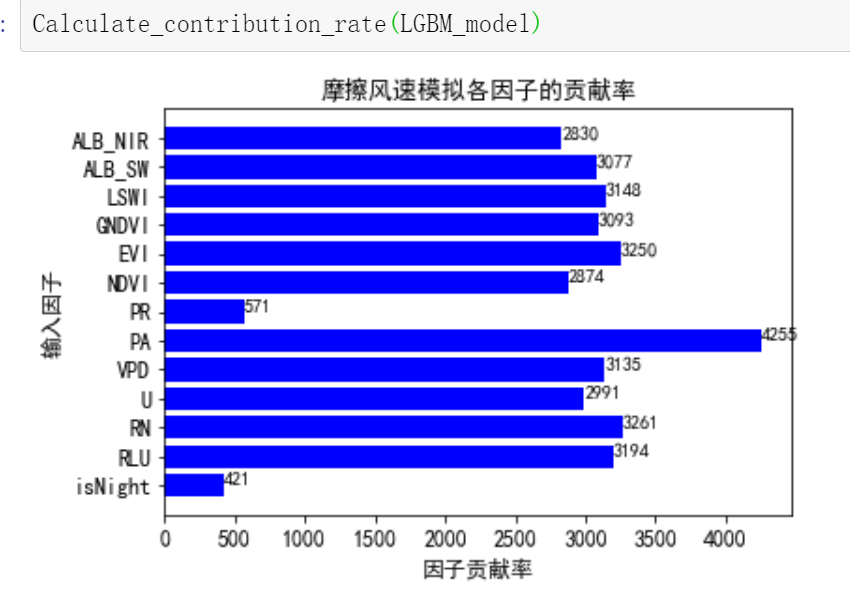 : Calculate_contribution_rate(LGBM_model)
摩擦风速模拟各因子的贡献率
ALB_NIR 2830
ALB_SW 3077
LSWI 3148
GNDVI 3093
EVI 3250
NDVI 2874
PR 571
PA 4255
VPD 3135
U 2991
RN 3261
RLU 3194
isNight 421
输入因子
0 500 1000 1500 2000 2500 3000 3500 4000
因子贡献率